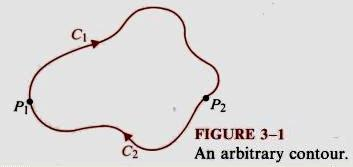 C₁
P₁
P₂
C₂
FIGURE 3–1
An arbitrary contour.